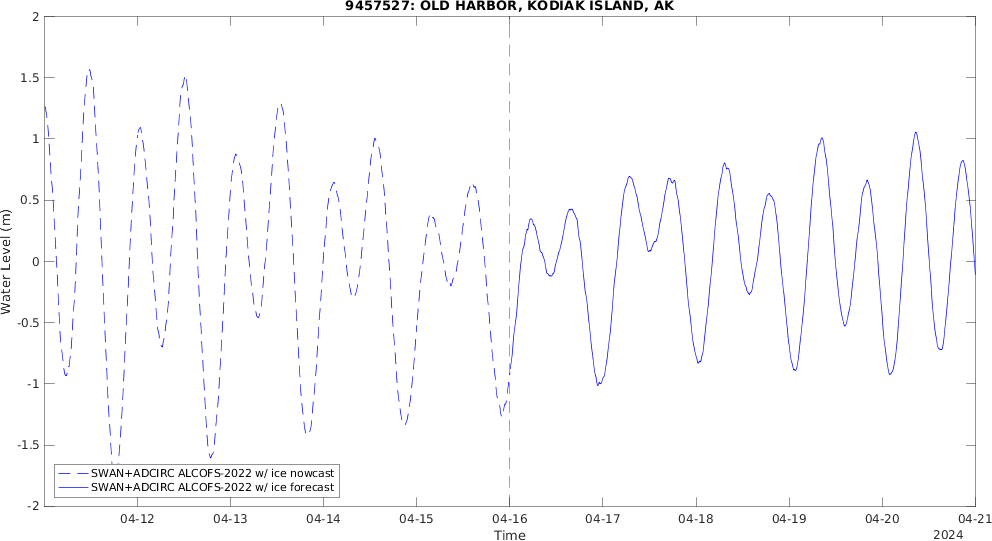 9457527: OLD HARBOR, KODIAK ISLAND, AK
2
1.5
1
0.5
0
-0.5
-1
-1.5
-2
Water Level (m)
SWAN+ADCIRC ALCOFS-2022 w/ ice nowcast
SWAN+ADCIRC ALCOFS-2022 w/ ice forecast
04-12 04-13 04-14 04-15 04-16 04-17 04-18 04-19 04-20 04-21
Time
2024